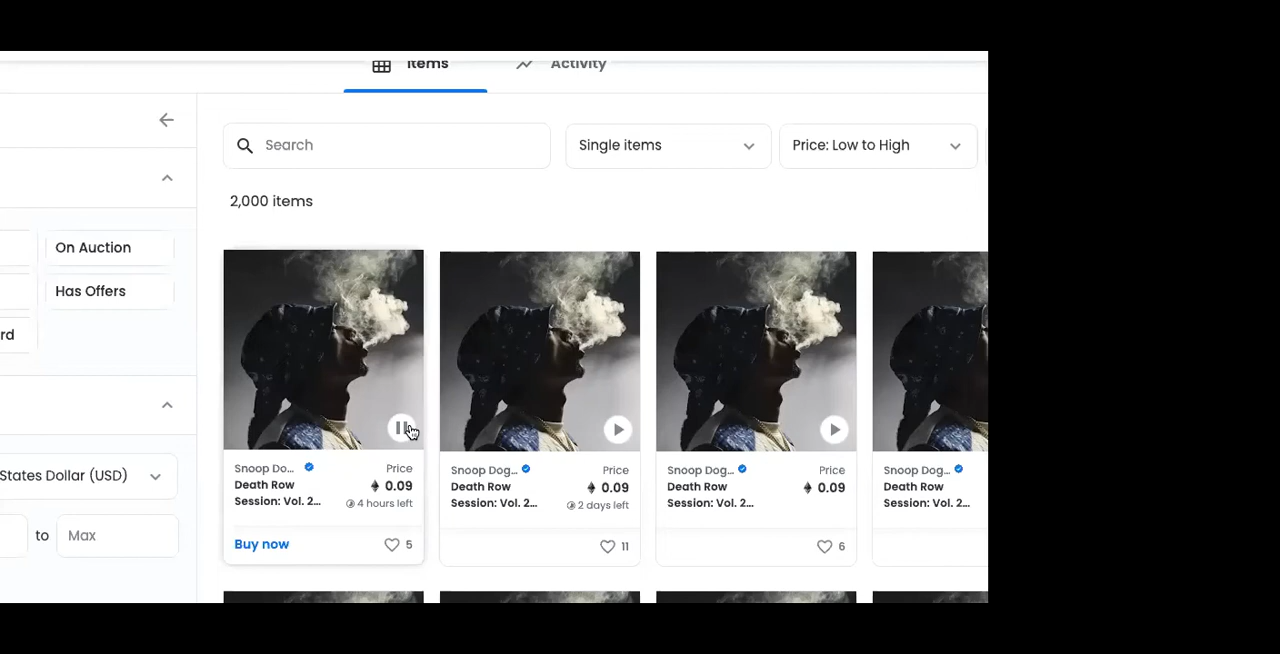 Items
Activity
Search
Single items
Price: Low to High
2,000 items
On Auction
Has Offers
rd
States Dollar (USD)
to
Max
Snoop Do...
Price
Death Row
0.09
Session: Vol. 2...
4 hours left
Buy now
5
Snoop Dog...
Price
Death Row
0.09
Session: Vol. 2...
2 days left
11
Snoop Dog...
Price
Death Row
0.09
Session: Vol. 2...
6
Snoop Dog...
Death Row
Session: Vol. 2...